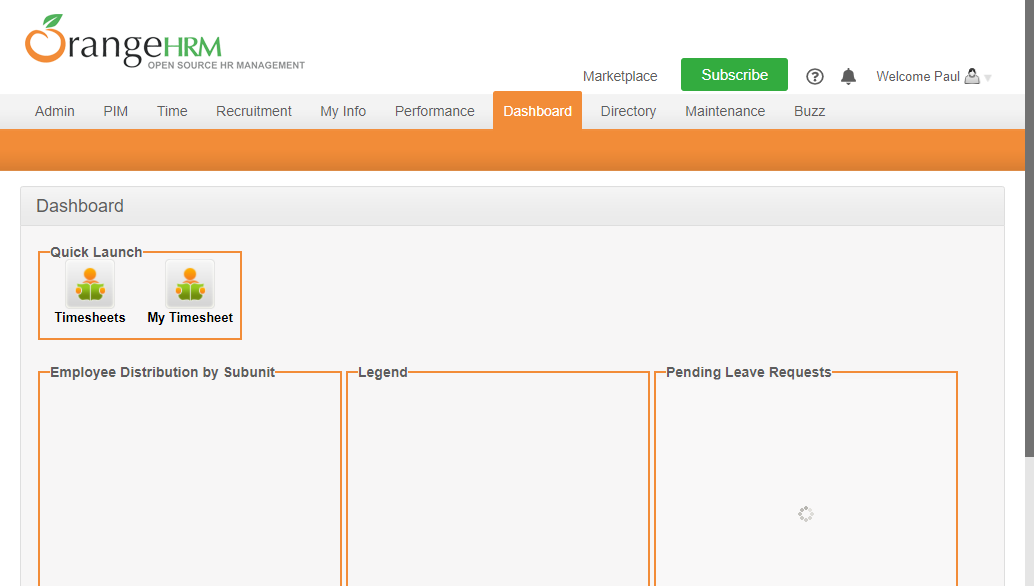 OrangeHRM
OPEN SOURCE HR MANAGEMENT
Marketplace Subscribe Welcome Paul
Admin PIM Time Recruitment My Info Performance Dashboard Directory Maintenance Buzz
Dashboard
Quick Launch
Timesheets My Timesheet
Employee Distribution by Subunit Legend Pending Leave Requests